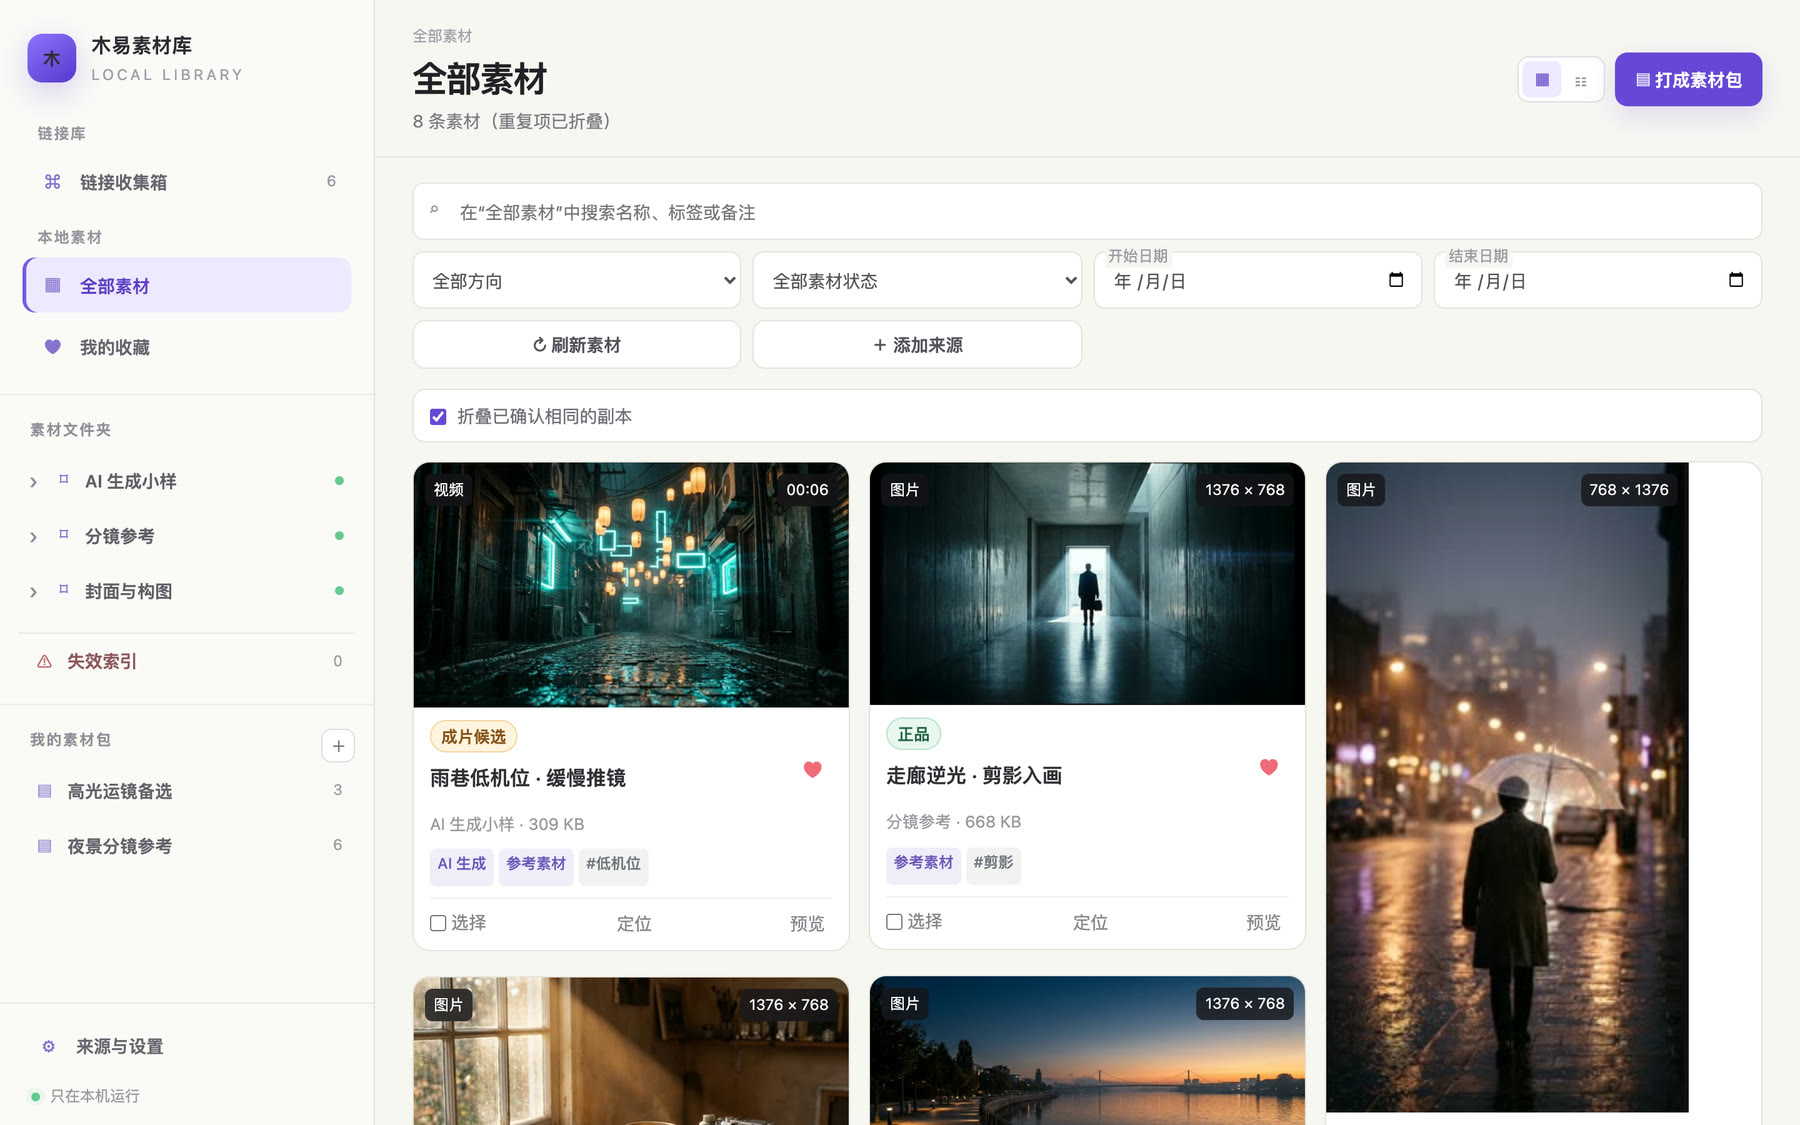 木
木易素材库
LOCAL LIBRARY
链接库
链接收集箱 6
本地素材
全部素材
我的收藏
素材文件夹
AI 生成小样
分镜参考
封面与构图
失效索引 0
我的素材包 +
高光运镜备选 3
夜景分镜参考 6
来源与设置
只在本机运行
全部素材
全部素材
8 条素材（重复项已折叠）
打成素材包
在“全部素材”中搜索名称、标签或备注
全部方向
全部素材状态
开始日期
年 /月/日
结束日期
年 /月/日
刷新素材
+ 添加来源
折叠已确认相同的副本
视频 00:06
成片候选
雨巷低机位 · 缓慢推镜
AI 生成小样 · 309 KB
AI 生成 参考素材 #低机位
选择 定位 预览
图片 1376 × 768
正品
走廊逆光 · 剪影入画
分镜参考 · 668 KB
参考素材 #剪影
选择 定位 预览
图片 768 × 1376
图片 1376 × 768
图片 1376 × 768